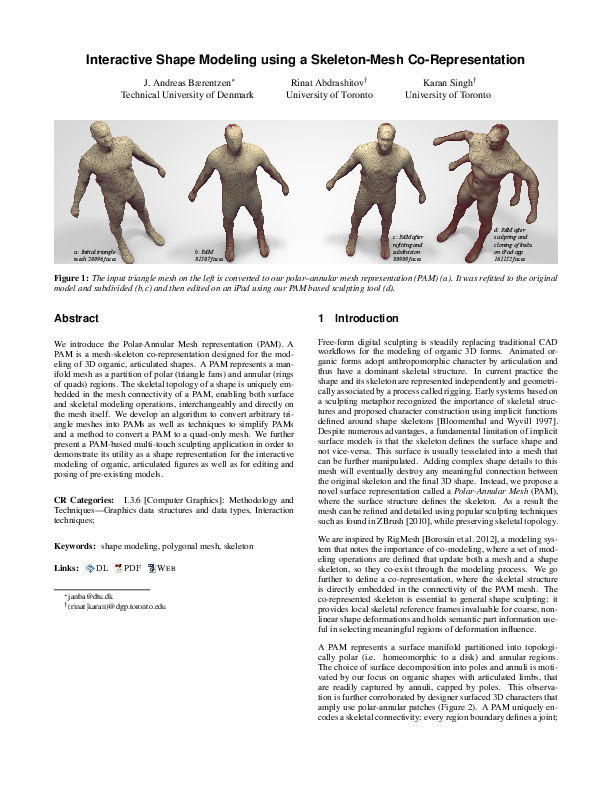 Interactive Shape Modeling using a Skeleton-Mesh Co-Representation
J. Andreas Bærentzen*
Technical University of Denmark
Rinat Abdrashitov†
University of Toronto
Karan Singh†
University of Toronto
a: Initial triangle
mesh faces
b: PAM
faces
c: PAM after
refitting and
subdivision
faces
d: PAM after
sculpting and
cloning of limbs
on iPad app
faces
Figure 1: The input triangle mesh on the left is converted to our polar–annular mesh representation (PAM) (a). It was refitted to the original
model and subdivided (b,c) and then edited on an iPad using our PAM based sculpting tool (d).
Abstract
We introduce the Polar-Annular Mesh representation (PAM). A
PAM is a mesh-skeleton co-representation designed for the mod-
eling of 3D organic, articulated shapes. A PAM represents a man-
ifold mesh as a partition of polar (triangle fans) and annular (rings
of quads) regions. The skeletal topology of a shape is uniquely em-
bedded in the mesh connectivity of a PAM, enabling both surface
and skeletal modeling operations, interchangeably and directly on
the mesh itself. We develop an algorithm to convert arbitrary tri-
angle meshes into PAMs as well as techniques to simplify PAMs
and a method to convert a PAM to a quad-only mesh. We further
present a PAM-based multi-touch sculpting application in order to
demonstrate its utility as a shape representation for the interactive
modeling of organic, articulated figures as well as for editing and
posing of pre-existing models.
CR Categories: I.3.6 [Computer Graphics]: Methodology and
Techniques—Graphics data structures and data types, Interaction
techniques;
Keywords: shape modeling, polygonal mesh, skeleton
Links: DL PDF WEB
*janba@dtu.dk
†(rinat|karan)@dgp.toronto.edu
1 Introduction
Free-form digital sculpting is steadily replacing traditional CAD
workflows for the modeling of organic 3D forms. Animated or-
ganic forms adopt anthropomorphic character by articulation and
thus have a dominant skeletal structure. In current practice the
shape and its skeleton are represented independently and geometri-
cally associated by a process called rigging. Early systems based on
a sculpting metaphor recognized the importance of skeletal struc-
tures and proposed character construction using implicit functions
defined around shape skeletons [Bloomenthal and Wyvill 1997].
Despite numerous advantages, a fundamental limitation of implicit
surface models is that the skeleton defines the surface shape and
not vice-versa. This surface is usually tesselated into a mesh that
can be further manipulated. Adding complex shape details to this
mesh will eventually destroy any meaningful connection between
the original skeleton and the final 3D shape. Instead, we propose a
novel surface representation called a Polar-Annular Mesh (PAM),
where the surface structure defines the skeleton. As a result the
mesh can be refined and detailed using popular sculpting techniques
such as found in ZBrush [2010], while preserving skeletal topology.
We are inspired by RigMesh [Borosán et al. 2012], a modeling sys-
tem that notes the importance of co-modeling, where a set of mod-
eling operations are defined that update both a mesh and a shape
skeleton, so they co-exist through the modeling process. We go
further to define a co-representation, where the skeletal structure
is directly embedded in the connectivity of the PAM mesh. The
co-represented skeleton is essential to general shape sculpting: it
provides local skeletal reference frames invaluable for coarse, non-
linear shape deformations and holds semantic part information use-
ful in selecting meaningful regions of deformation influence.
A PAM represents a surface manifold partitioned into topologi-
cally polar (i.e. homeomorphic to a disk) and annular regions.
The choice of surface decomposition into poles and annuli is moti-
vated by our focus on organic shapes with articulated limbs, that
are readily captured by annuli, capped by poles. This observa-
tion is further corroborated by designer surfaced 3D characters that
amply use polar-annular patches (Figure 2). A PAM uniquely en-
codes a skeletal connectivity: every region boundary defines a joint;